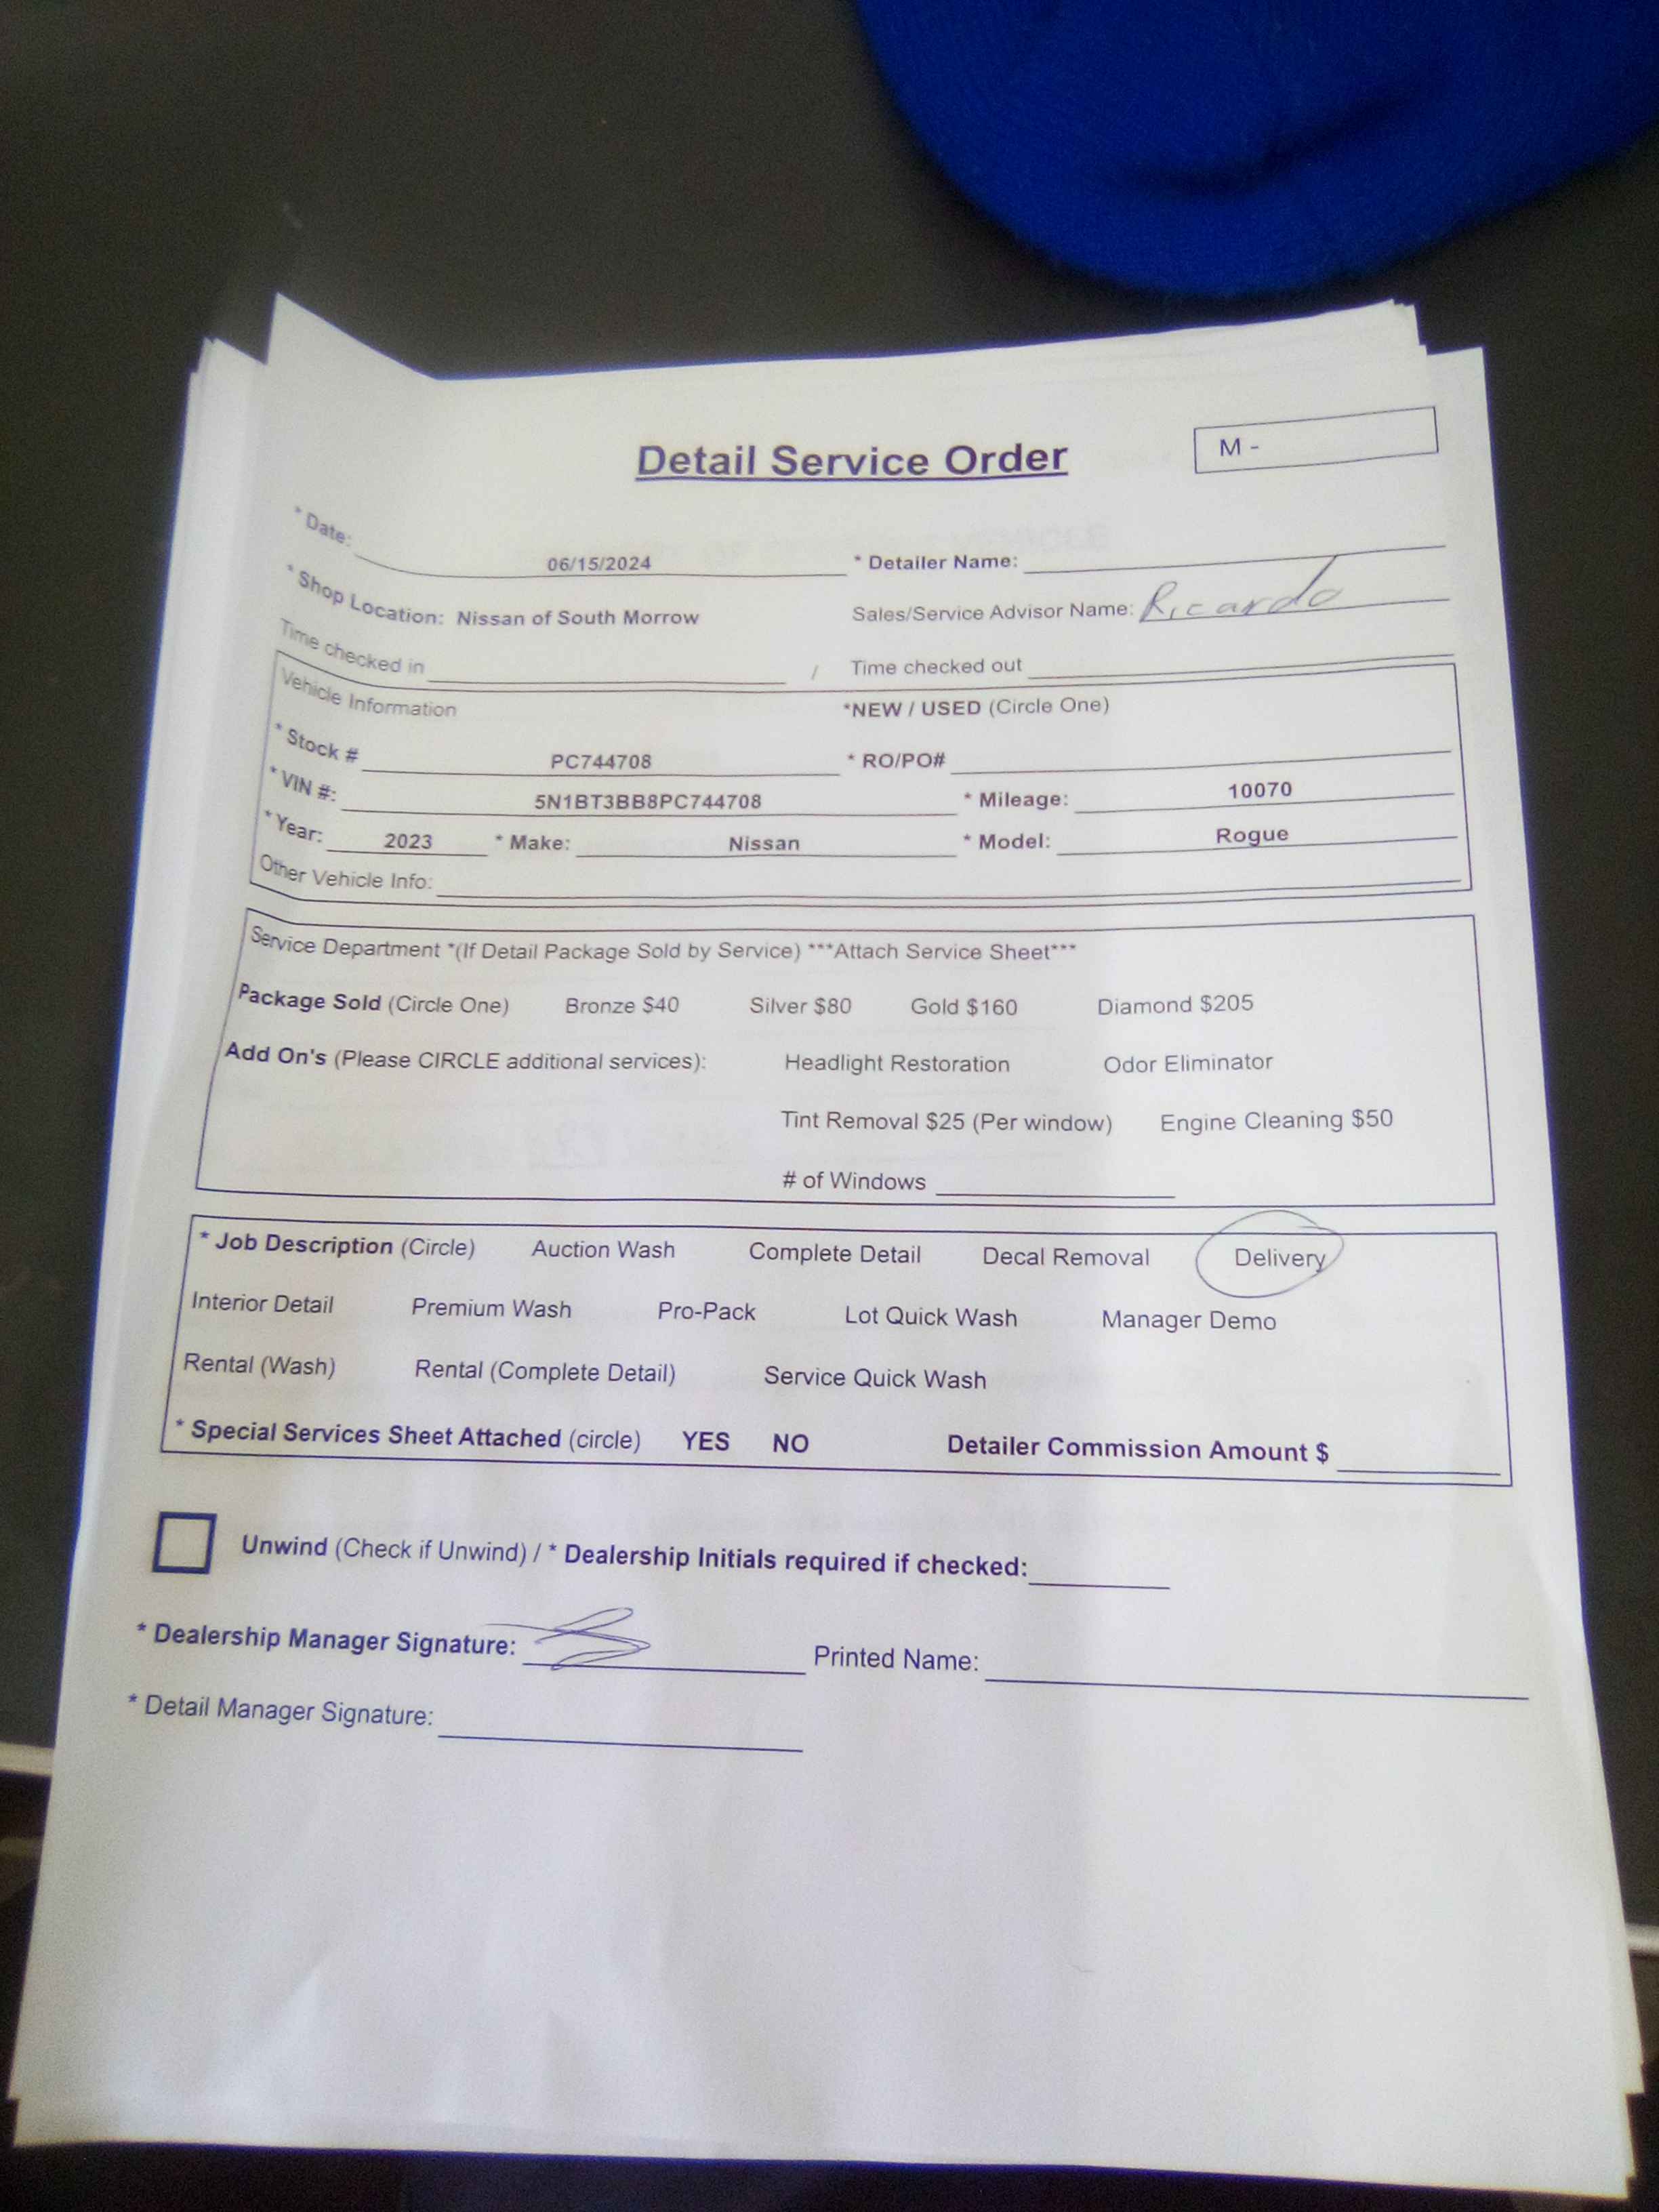 Detail Service Order
M -
* Date: 06/15/2024 * Detailer Name:
* Shop Location: Nissan of South Morrow Sales/Service Advisor Name: Ricardo
Time checked in / Time checked out
Vehicle Information *NEW / USED (Circle One)
* Stock # PC744708 * RO/PO#
* VIN #: 5N1BT3BB8PC744708 * Mileage: 10070
* Year: 2023 * Make: Nissan * Model: Rogue
Other Vehicle Info:
Service Department *(If Detail Package Sold by Service) ***Attach Service Sheet***
Package Sold (Circle One) Bronze $40 Silver $80 Gold $160 Diamond $205
Add On's (Please CIRCLE additional services): Headlight Restoration Odor Eliminator
Tint Removal $25 (Per window) Engine Cleaning $50
# of Windows
* Job Description (Circle) Auction Wash Complete Detail Decal Removal Delivery
Interior Detail Premium Wash Pro-Pack Lot Quick Wash Manager Demo
Rental (Wash) Rental (Complete Detail) Service Quick Wash
* Special Services Sheet Attached (circle) YES NO Detailer Commission Amount $
Unwind (Check if Unwind) / * Dealership Initials required if checked:
* Dealership Manager Signature: Printed Name:
* Detail Manager Signature: